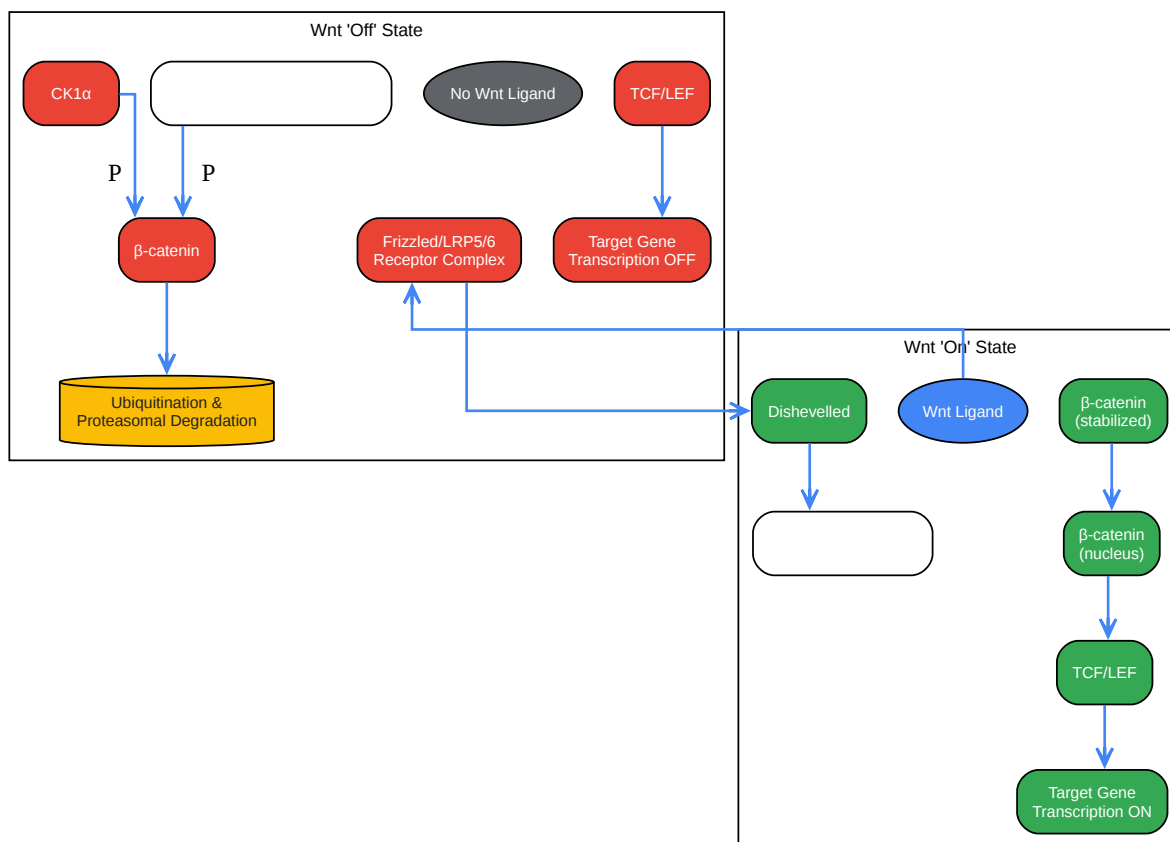 Wnt 'Off' State
CK1α
No Wnt Ligand
TCF/LEF
P
P
β-catenin
Frizzled/LRP5/6
Receptor Complex
Target Gene
Transcription OFF
Ubiquitination &
Proteasomal Degradation
Wnt 'On' State
Dishevelled
Wnt Ligand
β-catenin
(stabilized)
β-catenin
(nucleus)
TCF/LEF
Target Gene
Transcription ON